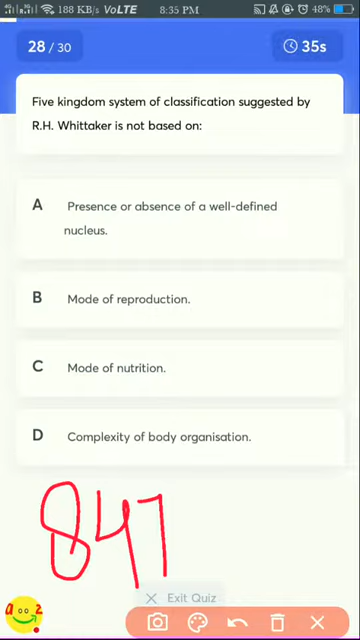 188 KB/s VoLTE 8:35 PM 48%
28 / 30 35s
Five kingdom system of classification suggested by
R.H. Whittaker is not based on:
A Presence or absence of a well-defined
nucleus.
B Mode of reproduction.
C Mode of nutrition.
D Complexity of body organisation.
847
Exit Quiz
a z